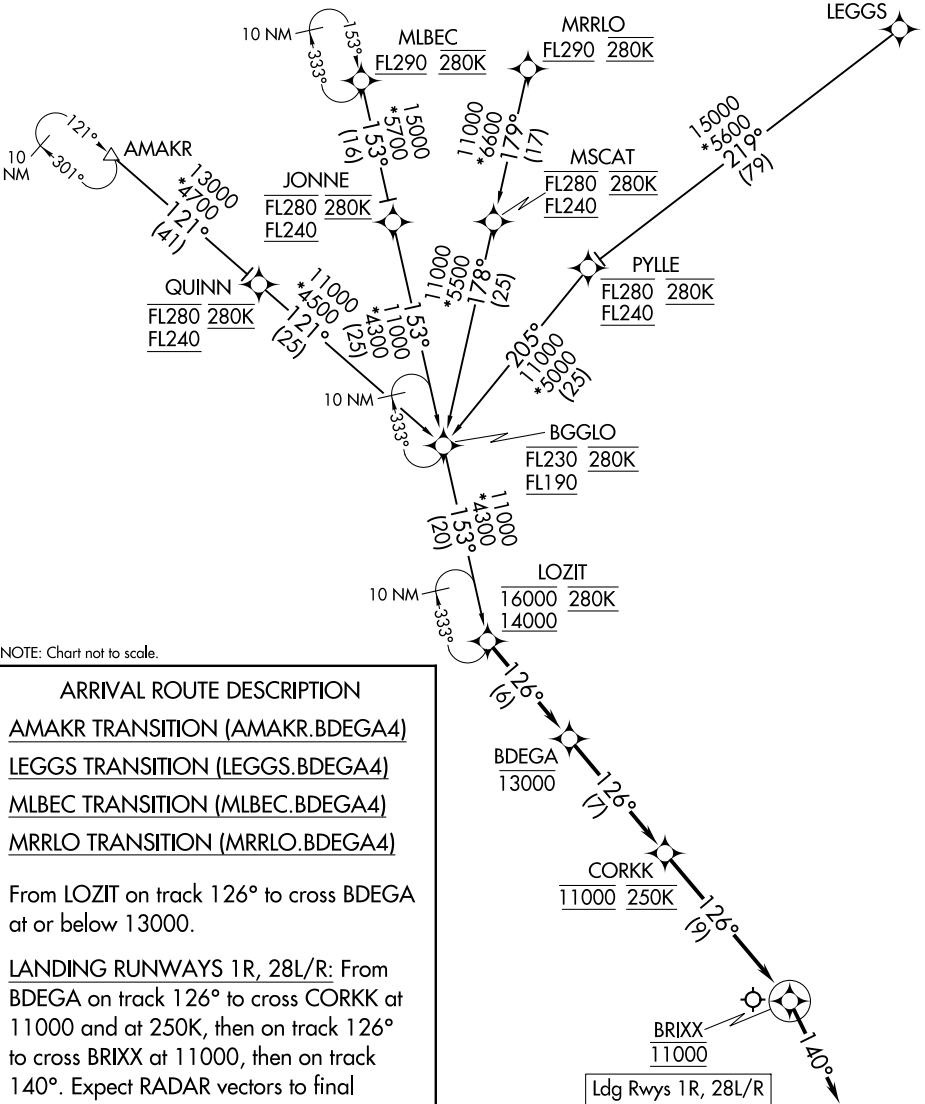 LEGGS
10 NM
153°
333°
MLBEC
FL290 280K
MRRLO
FL290 280K
15000
*5700
153°
(16)
11000
*6600
179°
(17)
15000
*5600
219°
(79)
121°
301°
10
NM
AMAKR
13000
*4700
121°
(41)
JONNE
FL280 280K
FL240
MSCAT
FL280 280K
FL240
QUINN
FL280 280K
FL240
PYLLE
FL280 280K
FL240
11000
*4500
121°
(25)
153°
11000
*4300
(25)
11000
*5500
178°
(25)
205°
11000
*5000
(25)
10 NM
333°
BGGLO
FL230 280K
FL190
11000
*4300
153°
(20)
10 NM
333°
LOZIT
16000 280K
14000
126°
(6)
BDEGA
13000
126°
(7)
CORKK
11000 250K
126°
(9)
BRIXX
11000
140°
Ldg Rwys 1R, 28L/R
NOTE: Chart not to scale.
ARRIVAL ROUTE DESCRIPTION
AMAKR TRANSITION (AMAKR.BDEGA4)
LEGGS TRANSITION (LEGGS.BDEGA4)
MLBEC TRANSITION (MLBEC.BDEGA4)
MRRLO TRANSITION (MRRLO.BDEGA4)
From LOZIT on track 126° to cross BDEGA
at or below 13000.
LANDING RUNWAYS 1R, 28L/R: From
BDEGA on track 126° to cross CORKK at
11000 and at 250K, then on track 126°
to cross BRIXX at 11000, then on track
140°. Expect RADAR vectors to final